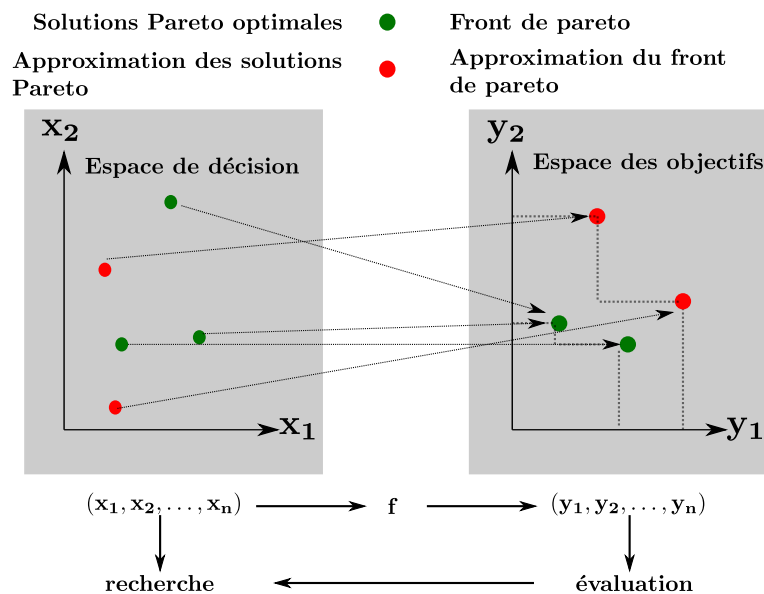 Solutions Pareto optimales
Front de pareto
Approximation des solutions
Pareto
Approximation du front
de pareto
x2
Espace de décision
x1
y2
Espace des objectifs
y1
(x1, x2, . . . , xn)
f
(y1, y2, . . . , yn)
recherche
évaluation